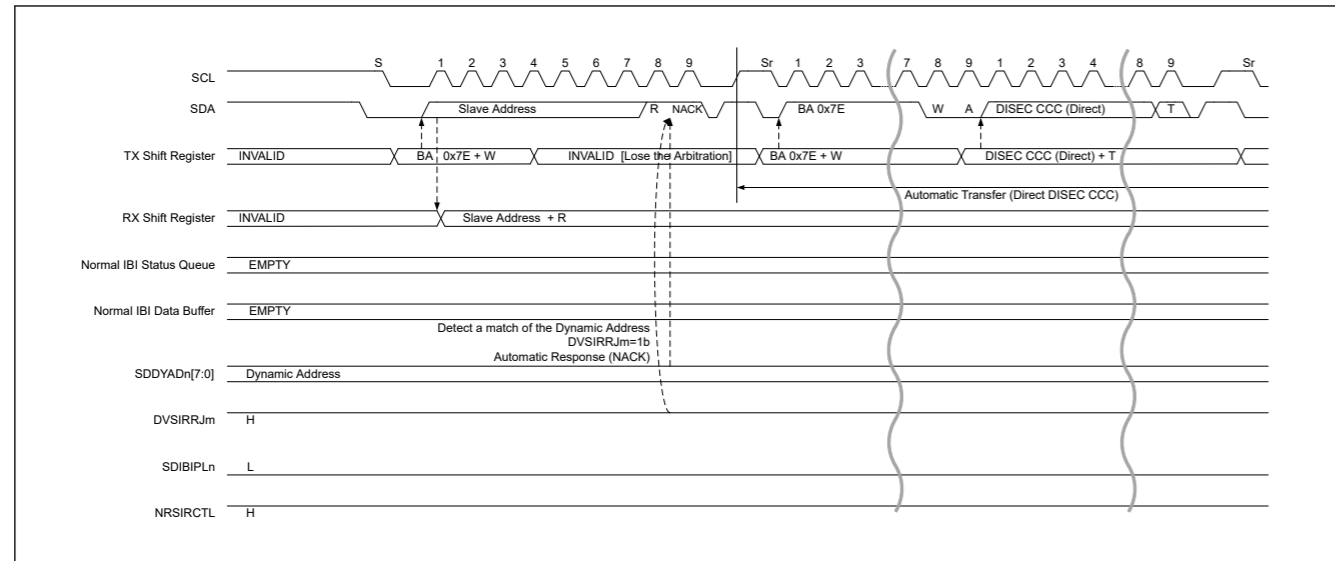 S 1 2 3 4 5 6 7 8 9 Sr 1 2 3 7 8 9 1 2 3 4 8 9 Sr
SCL
SDA Slave Address R NACK BA 0x7E W A DISEC CCC (Direct) T
TX Shift Register INVALID BA 0x7E + W INVALID [Lose the Arbitration] BA 0x7E + W DISEC CCC (Direct) + T
Automatic Transfer (Direct DISEC CCC)
RX Shift Register INVALID Slave Address + R
Normal IBI Status Queue EMPTY
Normal IBI Data Buffer EMPTY
Detect a match of the Dynamic Address
DVSIRRJm=1b
Automatic Response (NACK)
SDDYADn[7:0] Dynamic Address
DVSIRRJm H
SDIBIPLn L
NRSIRCTL H